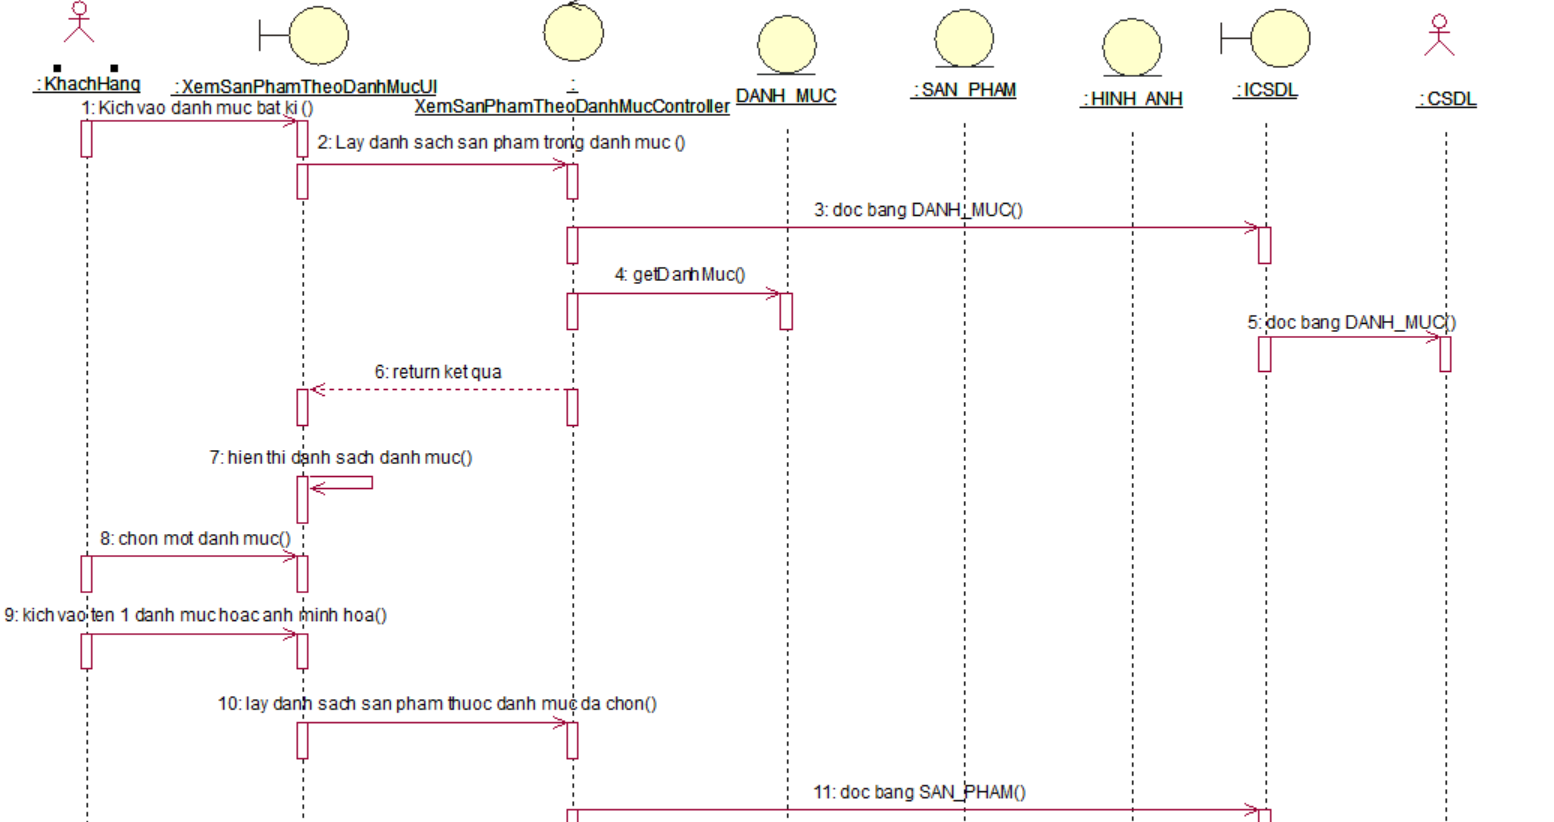 : KhachHang
: XemSanPhamTheoDanhMucUI
:
XemSanPhamTheoDanhMucController
DANH_MUC
: SAN_PHAM
: HINH_ANH
: ICSDL
: CSDL
1: Kich vao danh muc bat ki ()
2: Lay danh sach san pham trong danh muc ()
3: doc bang DANH_MUC()
4: getDanhMuc()
5: doc bang DANH_MUC()
6: return ket qua
7: hien thi danh sach danh muc()
8: chon mot danh muc()
9: kich vao ten 1 danh muc hoac anh minh hoa()
10: lay danh sach san pham thuoc danh muc da chon()
11: doc bang SAN_PHAM()